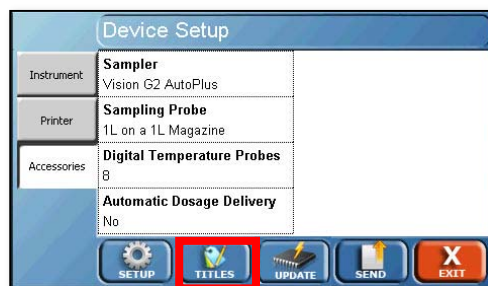 Device Setup
Instrument
Printer
Accessories
Sampler
Vision G2 AutoPlus
Sampling Probe
1L on a 1L Magazine
Digital Temperature Probes
8
Automatic Dosage Delivery
No
SETUP
TITLES
UPDATE
SEND
X
EXIT